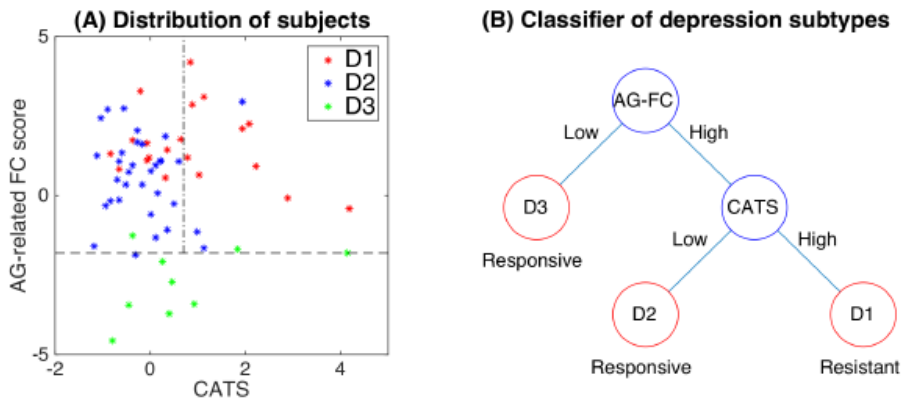 (A) Distribution of subjects
5
0
-5
-2
0
2
4
AG-related FC score
CATS
D1
D2
D3
(B) Classifier of depression subtypes
AG-FC
Low
High
D3
CATS
Responsive
Low
High
D2
D1
Responsive
Resistant